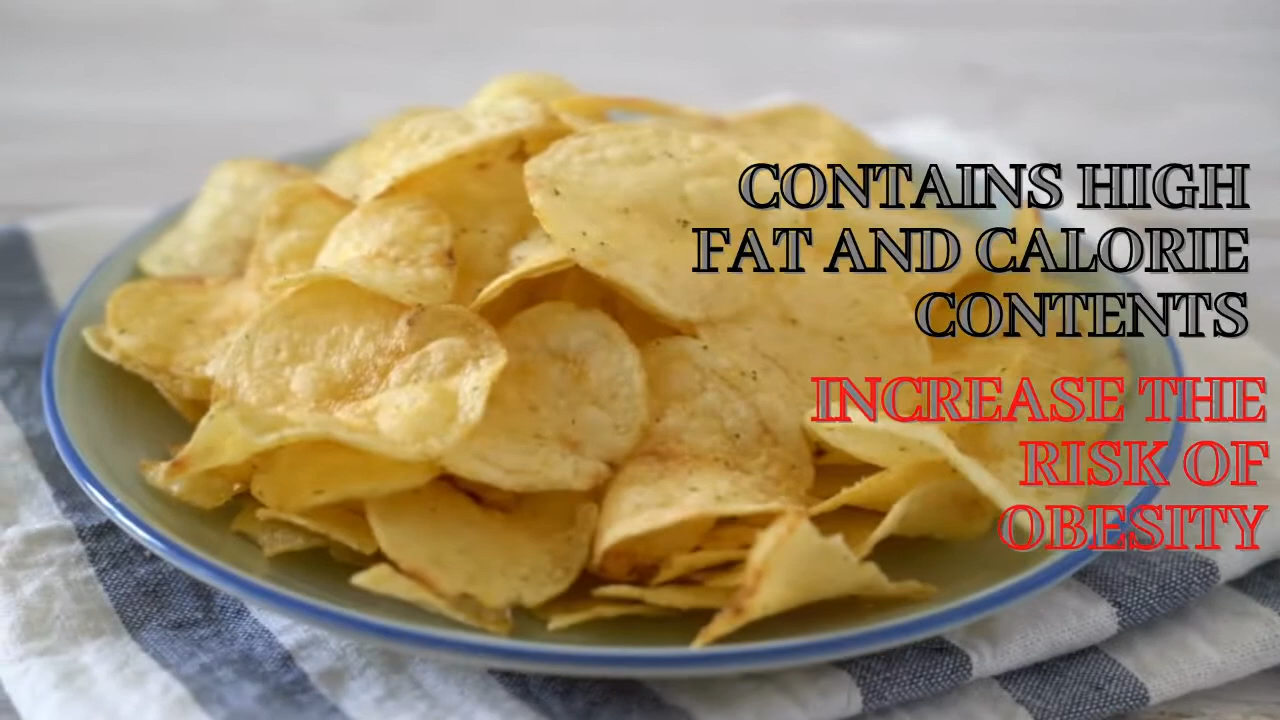 CONTAINS HIGH
FAT AND CALORIE
CONTENTS
INCREASE THE
RISK OF
OBESITY